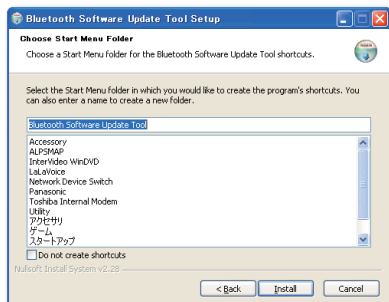 Bluetooth Software Update Tool Setup
Choose Start Menu Folder
Choose a Start Menu folder for the Bluetooth Software Update Tool shortcuts.
Select the Start Menu folder in which you would like to create the program's shortcuts. You
can also enter a name to create a new folder.
Bluetooth Software Update Tool
Accessory
ALPSMAP
InterVideo WinDVD
LaLaVoice
Network Device Switch
Panasonic
Toshiba Internal Modem
Utility
アクセサリ
ゲーム
スタートアップ
Do not create shortcuts
Nullsoft Install System v2.28
< Back
Install
Cancel